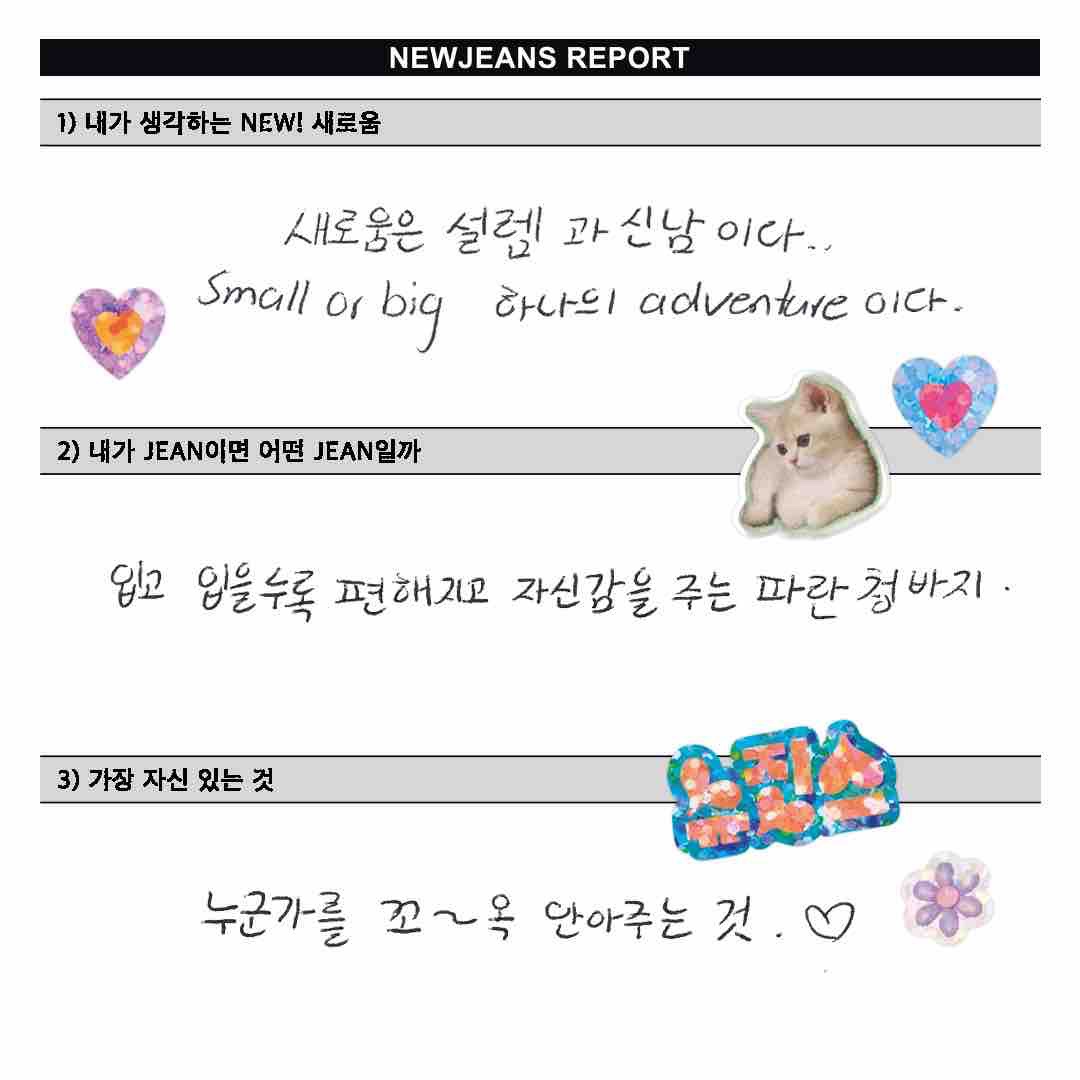 NEWJEANS REPORT
1) 내가 생각하는 NEW! 새로움
새로움은 설렘 과 신남 이다..
Small or big 하나의 adventure 이다.
2) 내가 JEAN이면 어떤 JEAN일까
입고 입을수록 편해지고 자신감을 주는 파란 청바지.
3) 가장 자신 있는 것
뉴진스
누군가를 꼬~옥 안아주는 것. ♡